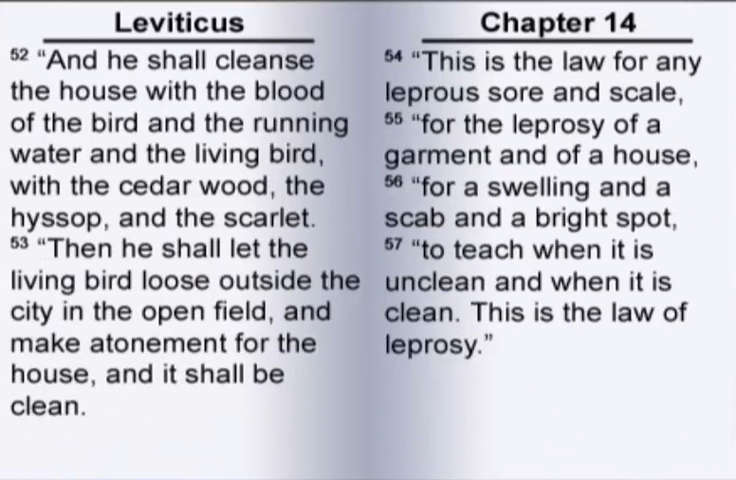 Leviticus
⁵² “And he shall cleanse
the house with the blood
of the bird and the running
water and the living bird,
with the cedar wood, the
hyssop, and the scarlet.
⁵³ “Then he shall let the
living bird loose outside the
city in the open field, and
make atonement for the
house, and it shall be
clean.
Chapter 14
⁵⁴ “This is the law for any
leprous sore and scale,
⁵⁵ “for the leprosy of a
garment and of a house,
⁵⁶ “for a swelling and a
scab and a bright spot,
⁵⁷ “to teach when it is
unclean and when it is
clean. This is the law of
leprosy.”